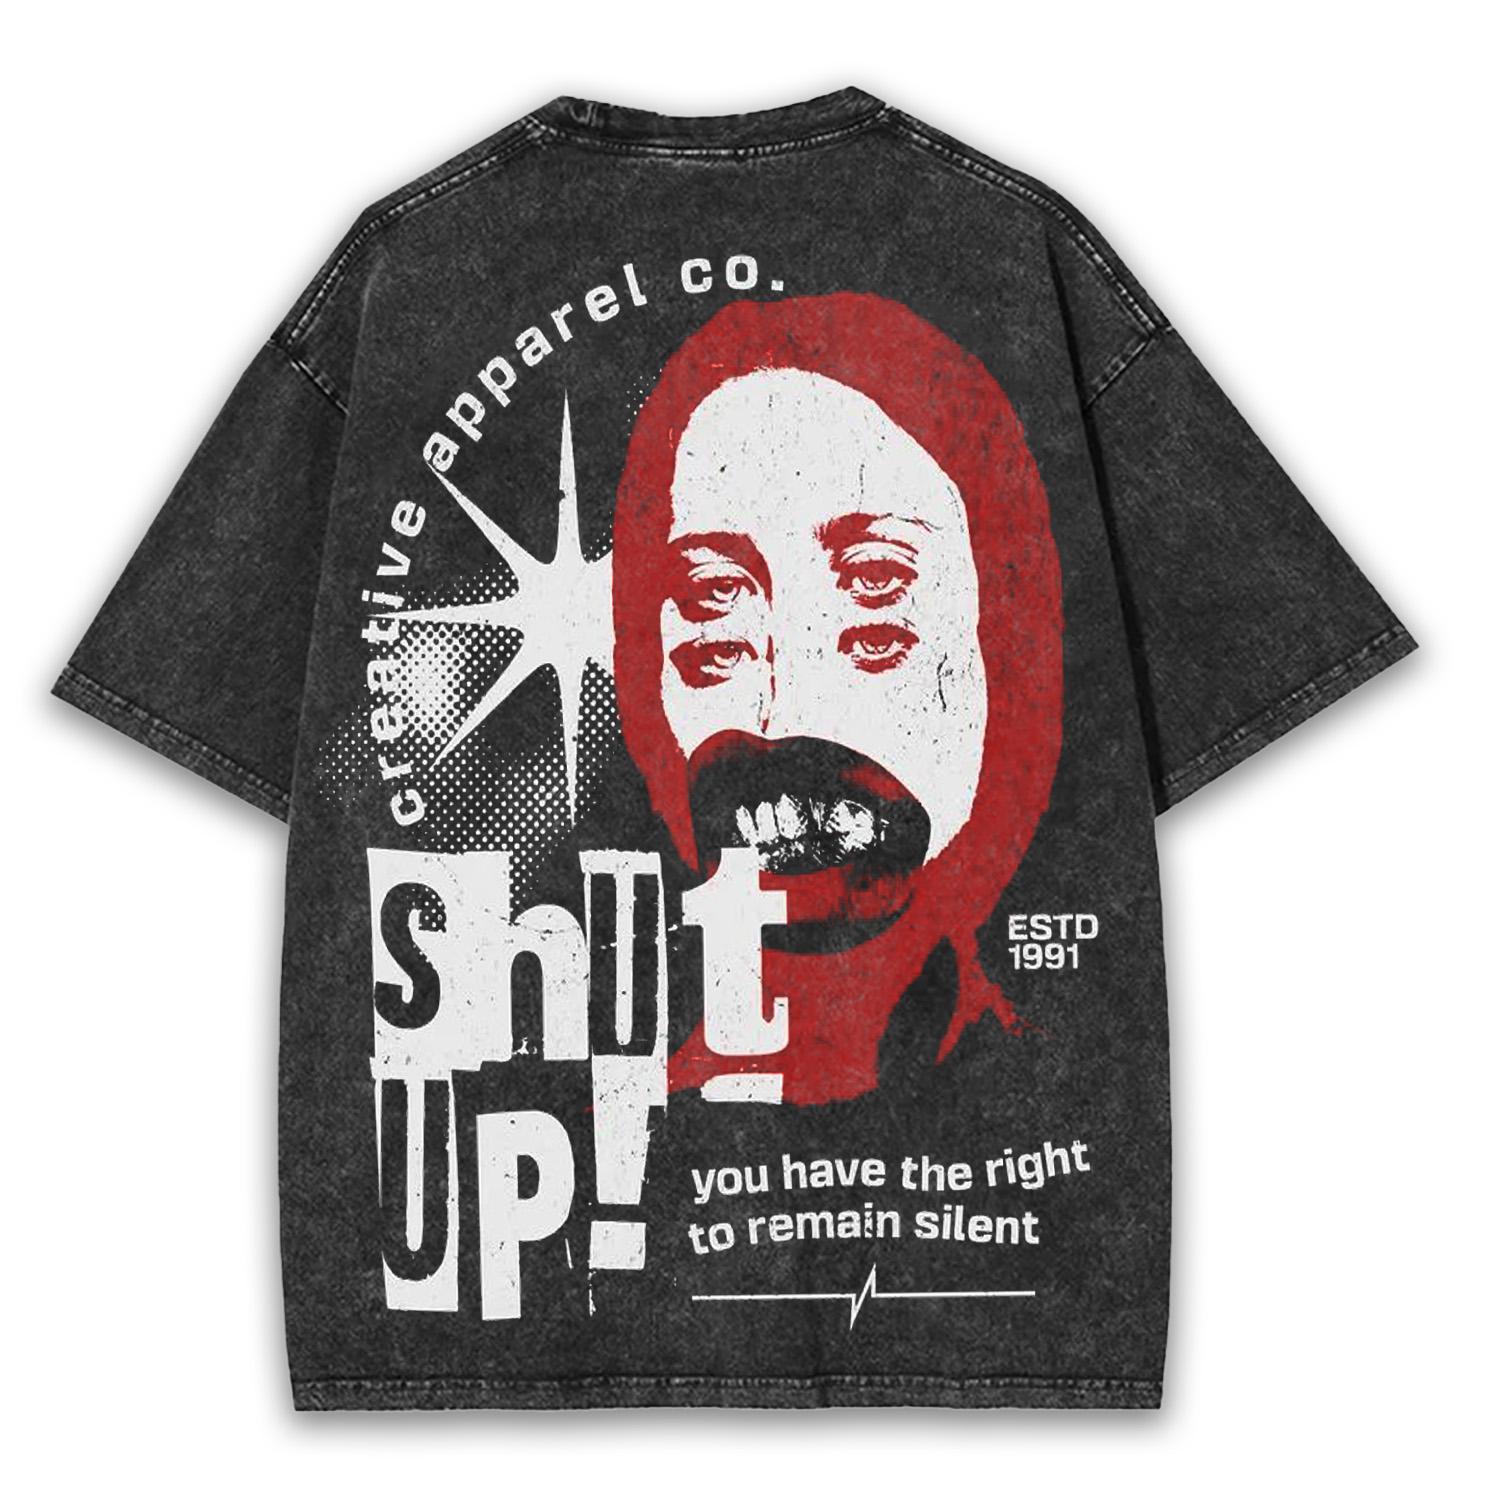 creative apparel co.
ShUt
UP!
ESTD
1991
you have the right
to remain silent